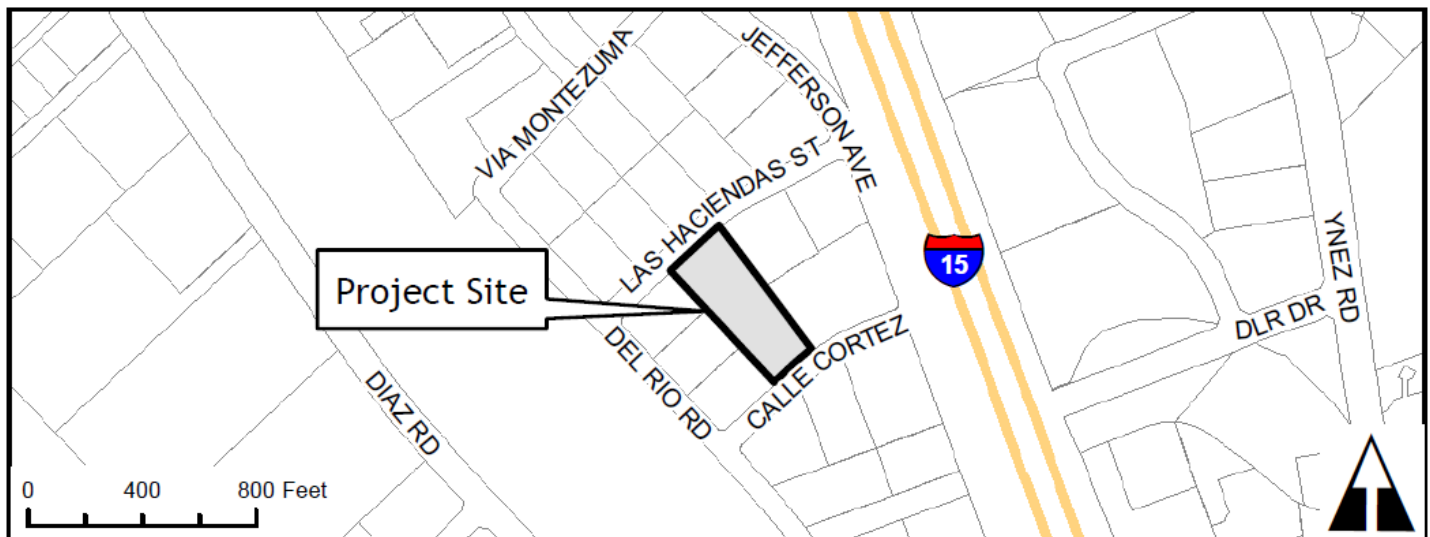 JEFFERSON AVE
VIA MONTEZUMA
LAS HACIENDAS ST
YNEZ RD
15
Project Site
DLR DR
CALLE CORTEZ
DEL RIO RD
DIAZ RD
0 400 800 Feet